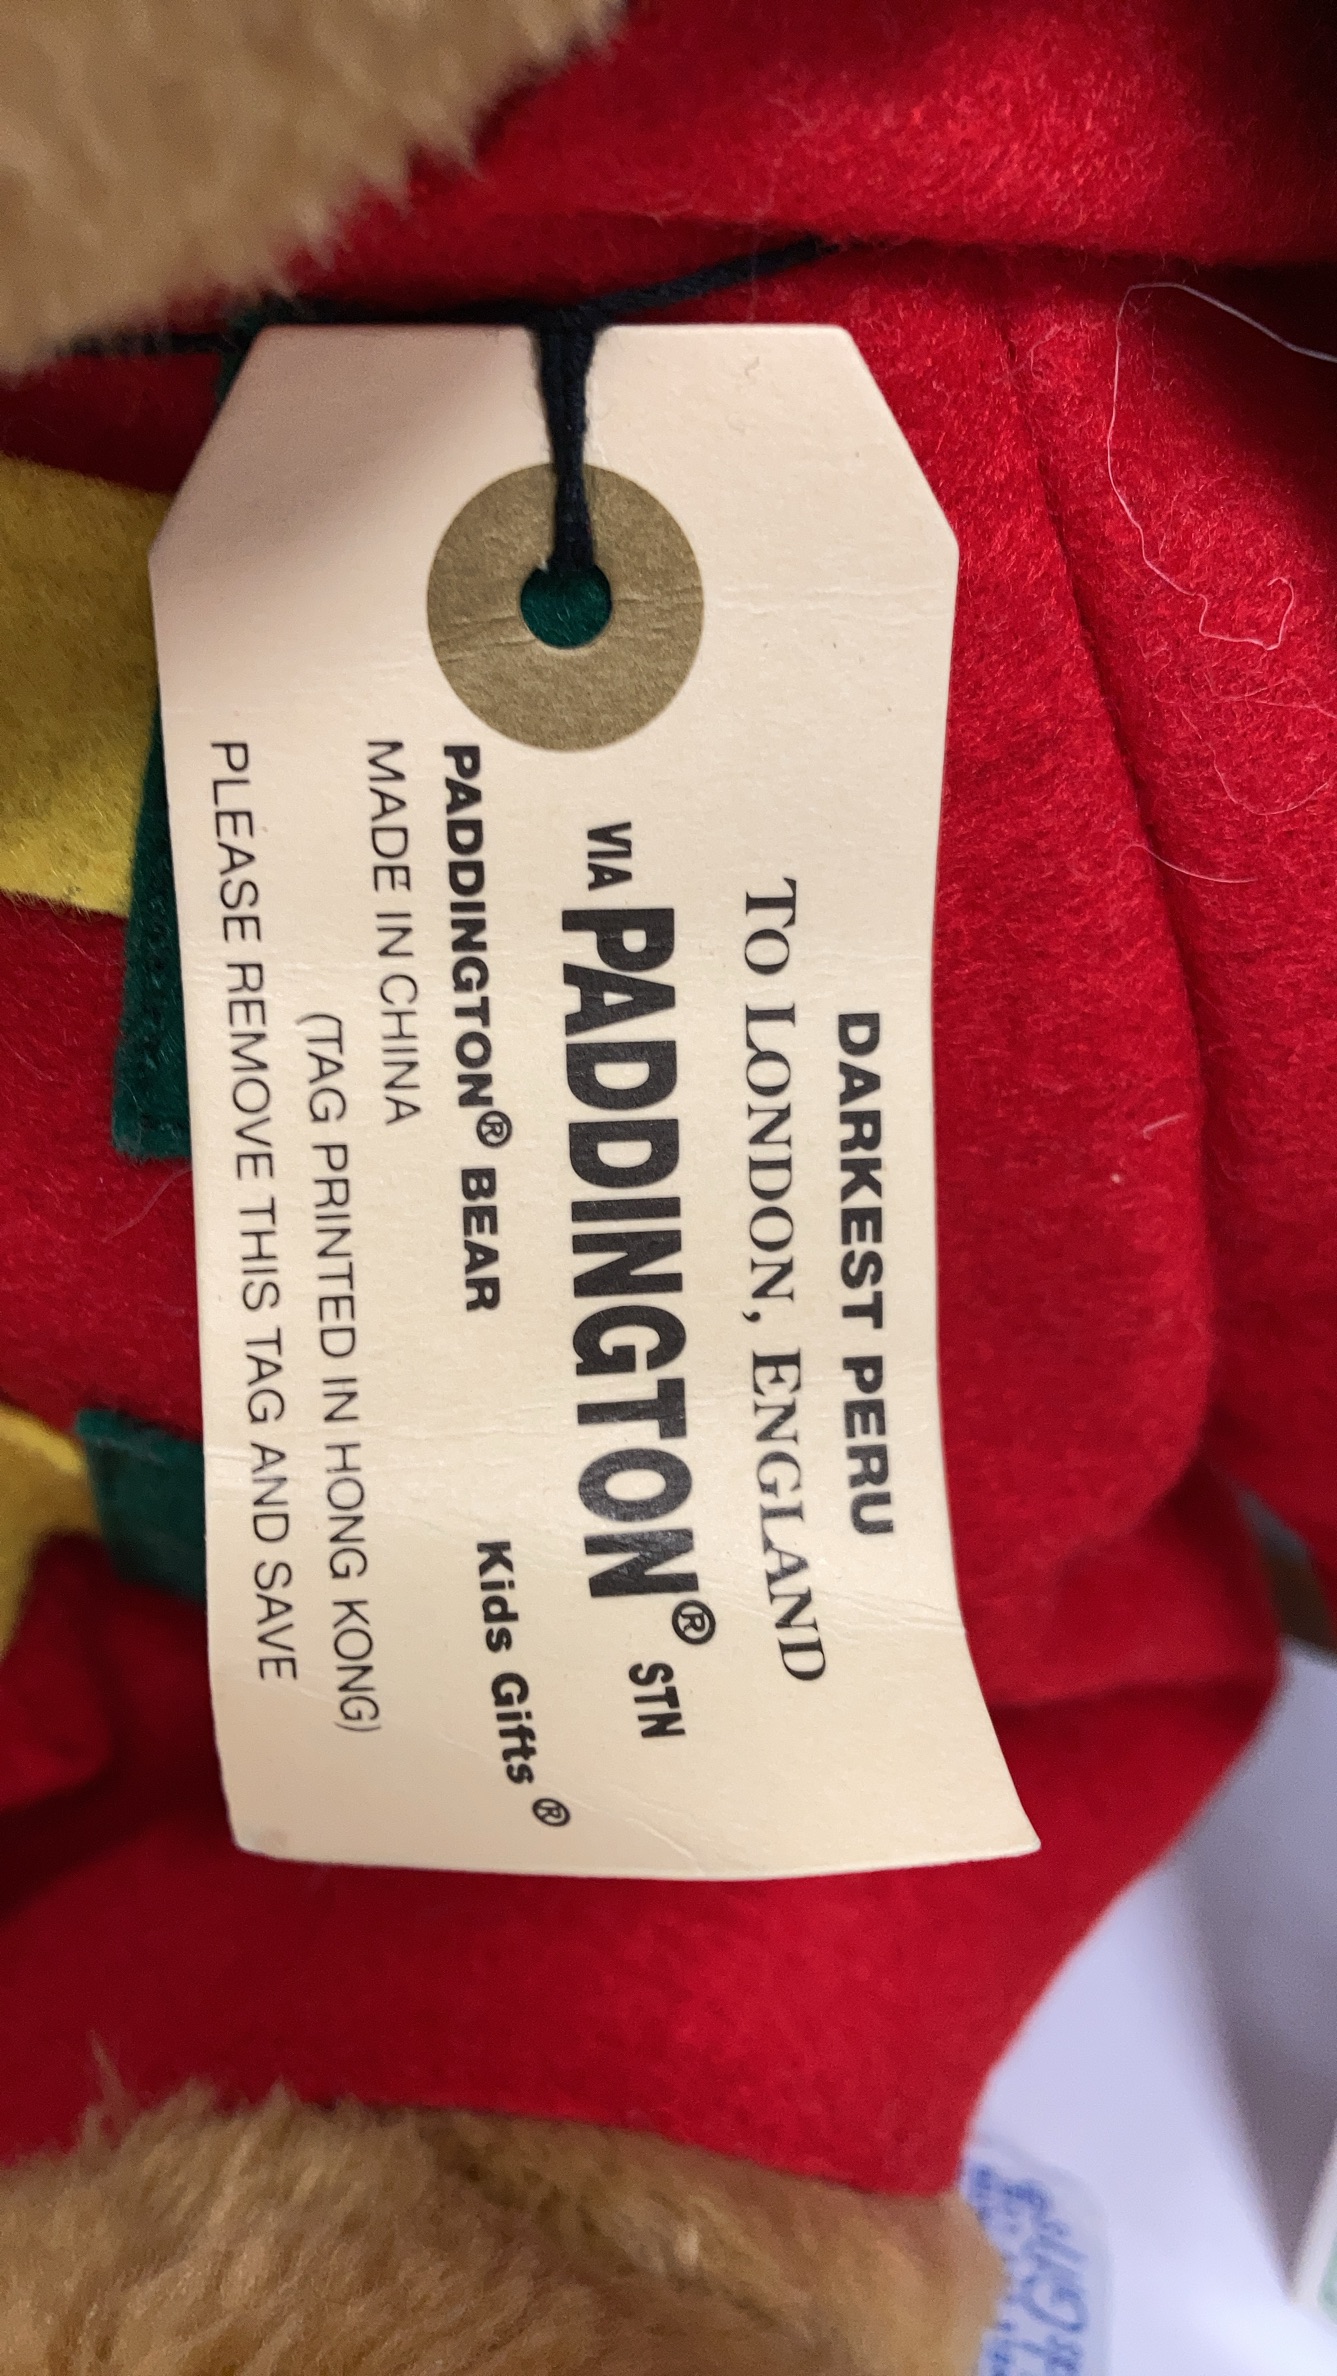 DARKEST PERU
TO LONDON, ENGLAND
VIA PADDINGTON® STN
PADDINGTON® BEAR Kids Gifts ®
MADE IN CHINA
(TAG PRINTED IN HONG KONG)
PLEASE REMOVE THIS TAG AND SAVE